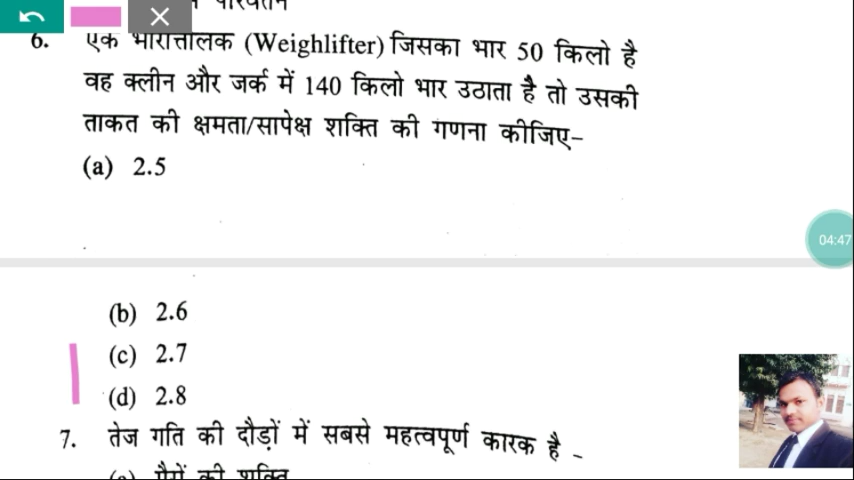 6. एक भारोत्तोलक (Weighlifter) जिसका भार 50 किलो है
वह क्लीन और जर्क में 140 किलो भार उठाता है तो उसकी
ताकत की क्षमता/सापेक्ष शक्ति की गणना कीजिए-
(a) 2.5
04:47
(b) 2.6
(c) 2.7
(d) 2.8
7. तेज गति की दौड़ों में सबसे महत्वपूर्ण कारक है -
(a) पैरों की शक्ति